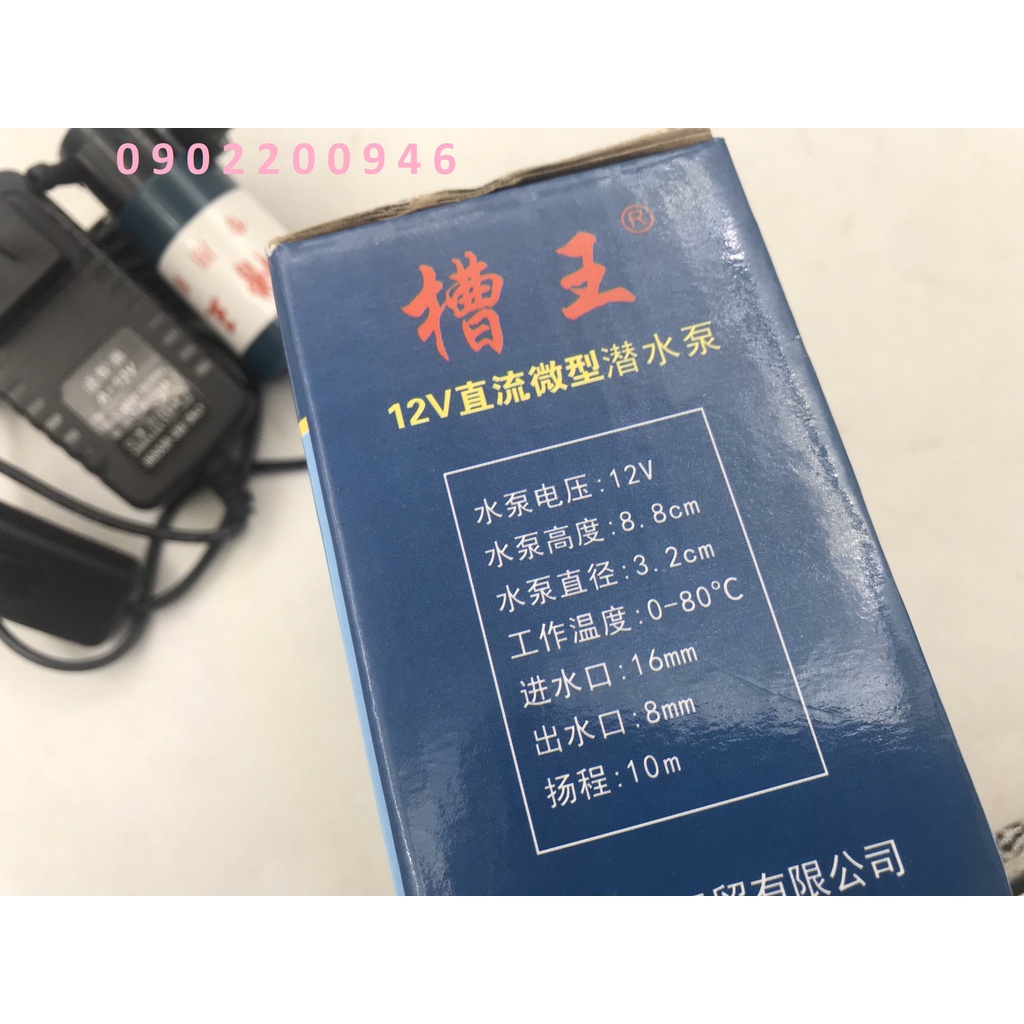 0902200946
槽王®
12V直流微型潜水泵
水泵电压:12V
水泵高度:8.8cm
水泵直径:3.2cm
工作温度:0-80℃
进水口:16mm
出水口:8mm
扬程:10m
贸有限公司